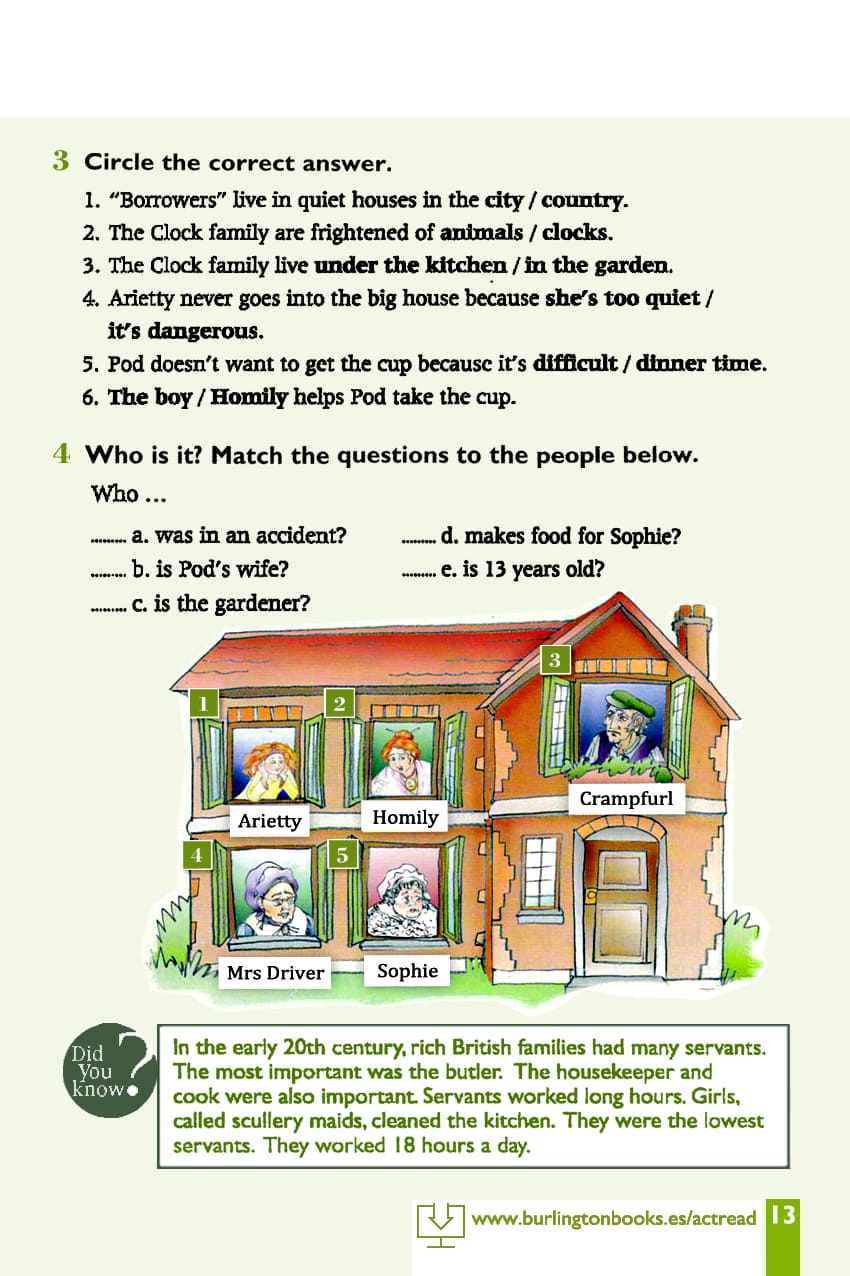 3 Circle the correct answer.
1. “Borrowers” live in quiet houses in the city / country.
2. The Clock family are frightened of animals / clocks.
3. The Clock family live under the kitchen / in the garden.
4. Arietty never goes into the big house because she’s too quiet /
it’s dangerous.
5. Pod doesn’t want to get the cup because it’s difficult / dinner time.
6. The boy / Homily helps Pod take the cup.
4 Who is it? Match the questions to the people below.
Who ...
......... a. was in an accident?
......... b. is Pod’s wife?
......... c. is the gardener?
......... d. makes food for Sophie?
......... e. is 13 years old?
1
2
3
Arietty
Homily
Crampfurl
4
5
Mrs Driver
Sophie
Did
You
know
?
In the early 20th century, rich British families had many servants.
The most important was the butler. The housekeeper and
cook were also important. Servants worked long hours. Girls,
called scullery maids, cleaned the kitchen. They were the lowest
servants. They worked 18 hours a day.
www.burlingtonbooks.es/actread
13